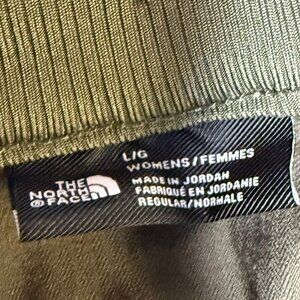 THE
NORTH
FACE
L/G
WOMENS/FEMMES
MADE IN JORDAN
FABRIQUÉ EN JORDANIE
REGULAR/NORMALE